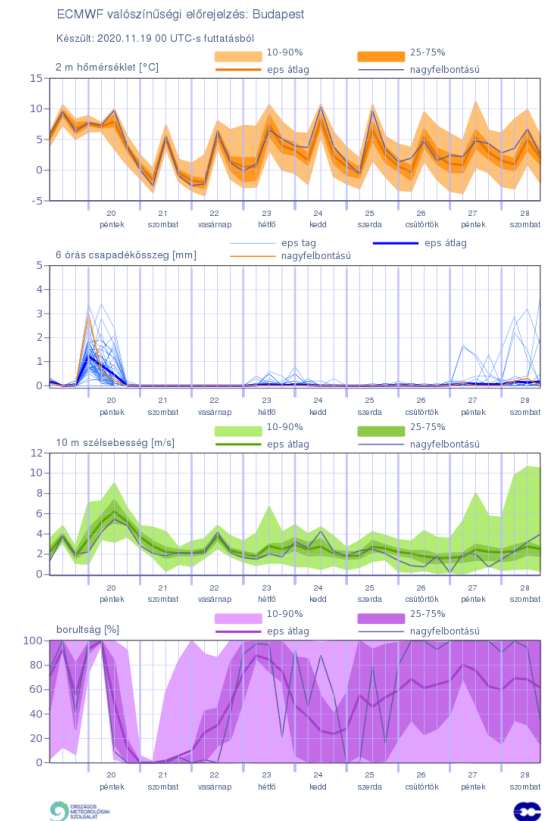 ECMWF valószínűségi előrejelzés: Budapest
Készült: 2020.11.19 00 UTC-s futtatásból
10-90% 25-75%
2 m hőmérséklet [°C] eps átlag nagyfelbontású
15
10
5
0
-5
20 21 22 23 24 25 26 27 28
péntek szombat vasárnap hétfő kedd szerda csütörtök péntek szombat
eps tag eps átlag
6 órás csapadékösszeg [mm] nagyfelbontású
5
4
3
2
1
0
20 21 22 23 24 25 26 27 28
péntek szombat vasárnap hétfő kedd szerda csütörtök péntek szombat
10-90% 25-75%
10 m szélsebesség [m/s] eps átlag nagyfelbontású
12
10
8
6
4
2
0
20 21 22 23 24 25 26 27 28
péntek szombat vasárnap hétfő kedd szerda csütörtök péntek szombat
10-90% 25-75%
borultság [%] eps átlag nagyfelbontású
100
80
60
40
20
0
20 21 22 23 24 25 26 27 28
péntek szombat vasárnap hétfő kedd szerda csütörtök péntek szombat
ORSZÁGOS
METEOROLÓGIAI
SZOLGÁLAT